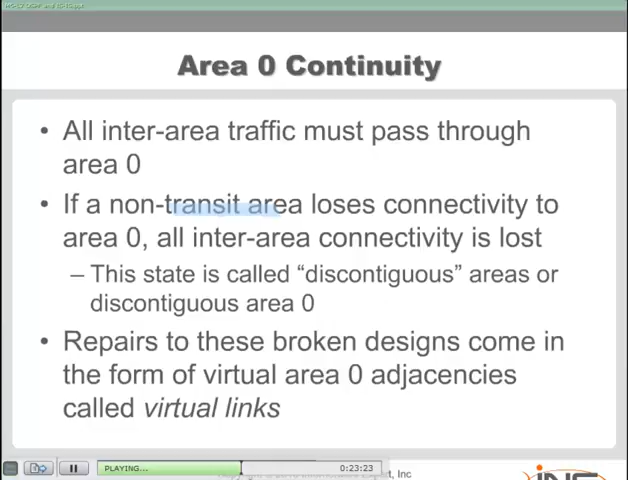 Area 0 Continuity
• All inter-area traffic must pass through
area 0
• If a non-transit area loses connectivity to
area 0, all inter-area connectivity is lost
– This state is called “discontiguous” areas or
discontiguous area 0
• Repairs to these broken designs come in
the form of virtual area 0 adjacencies
called virtual links
PLAYING...
0:23:23
Expert, Inc